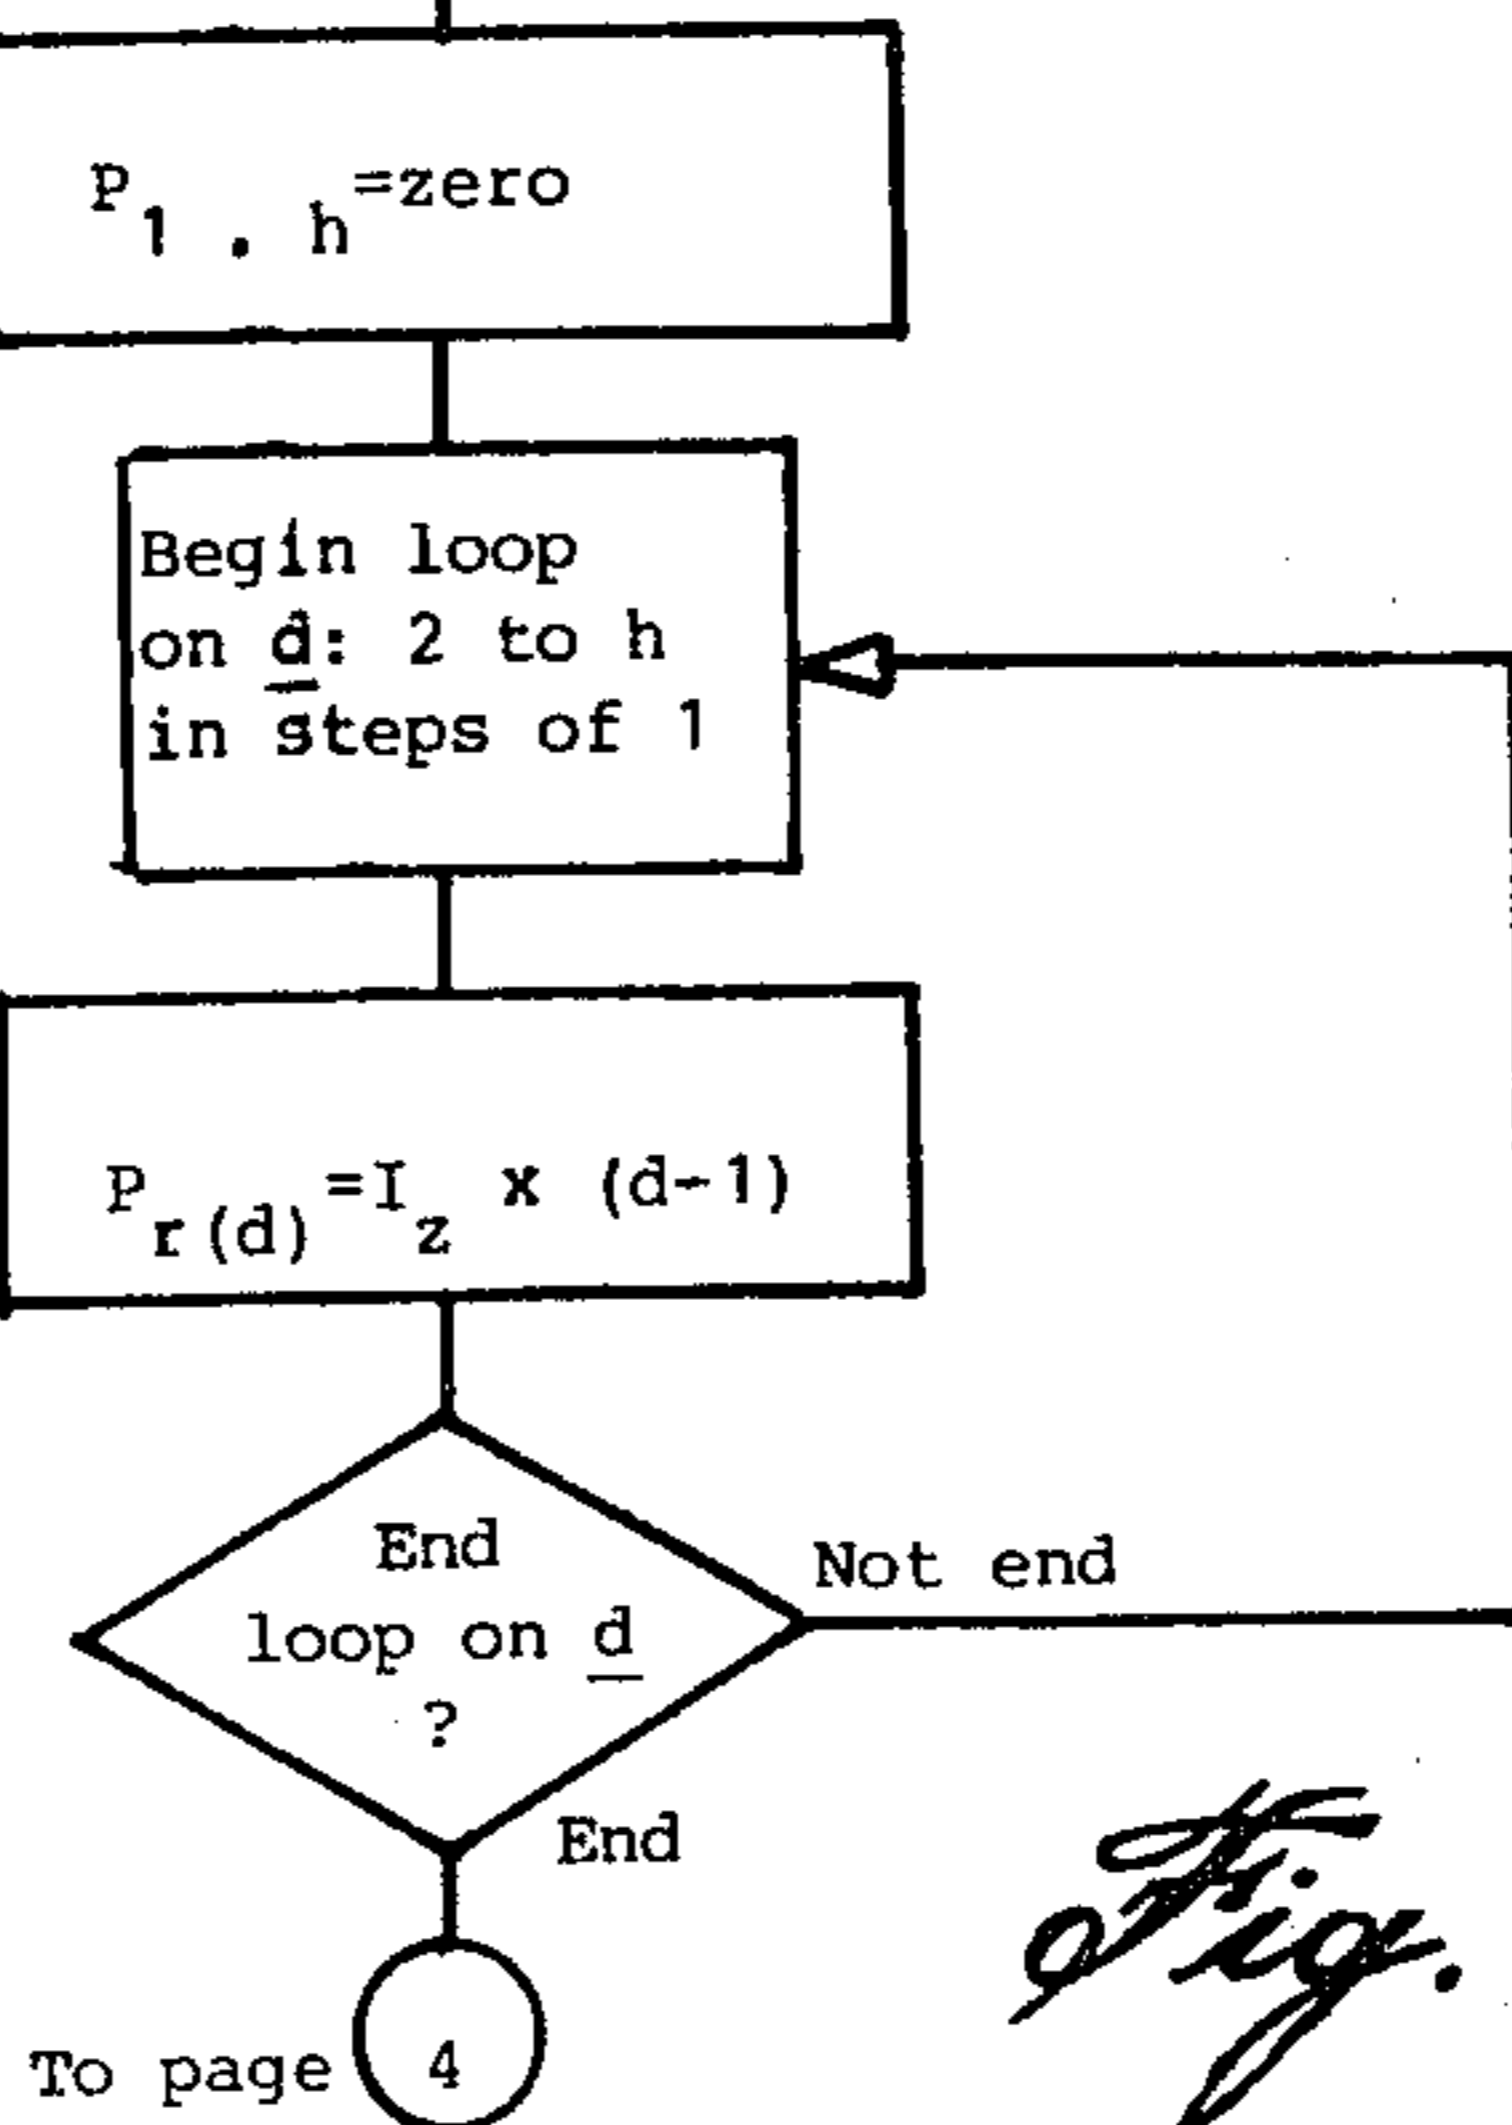 P1 . h=zero
Begin loop
on d: 2 to h
in steps of 1
Pr(d)=Iz x (d-1)
End
loop on d
?
Not end
End
To page 4
Fig.